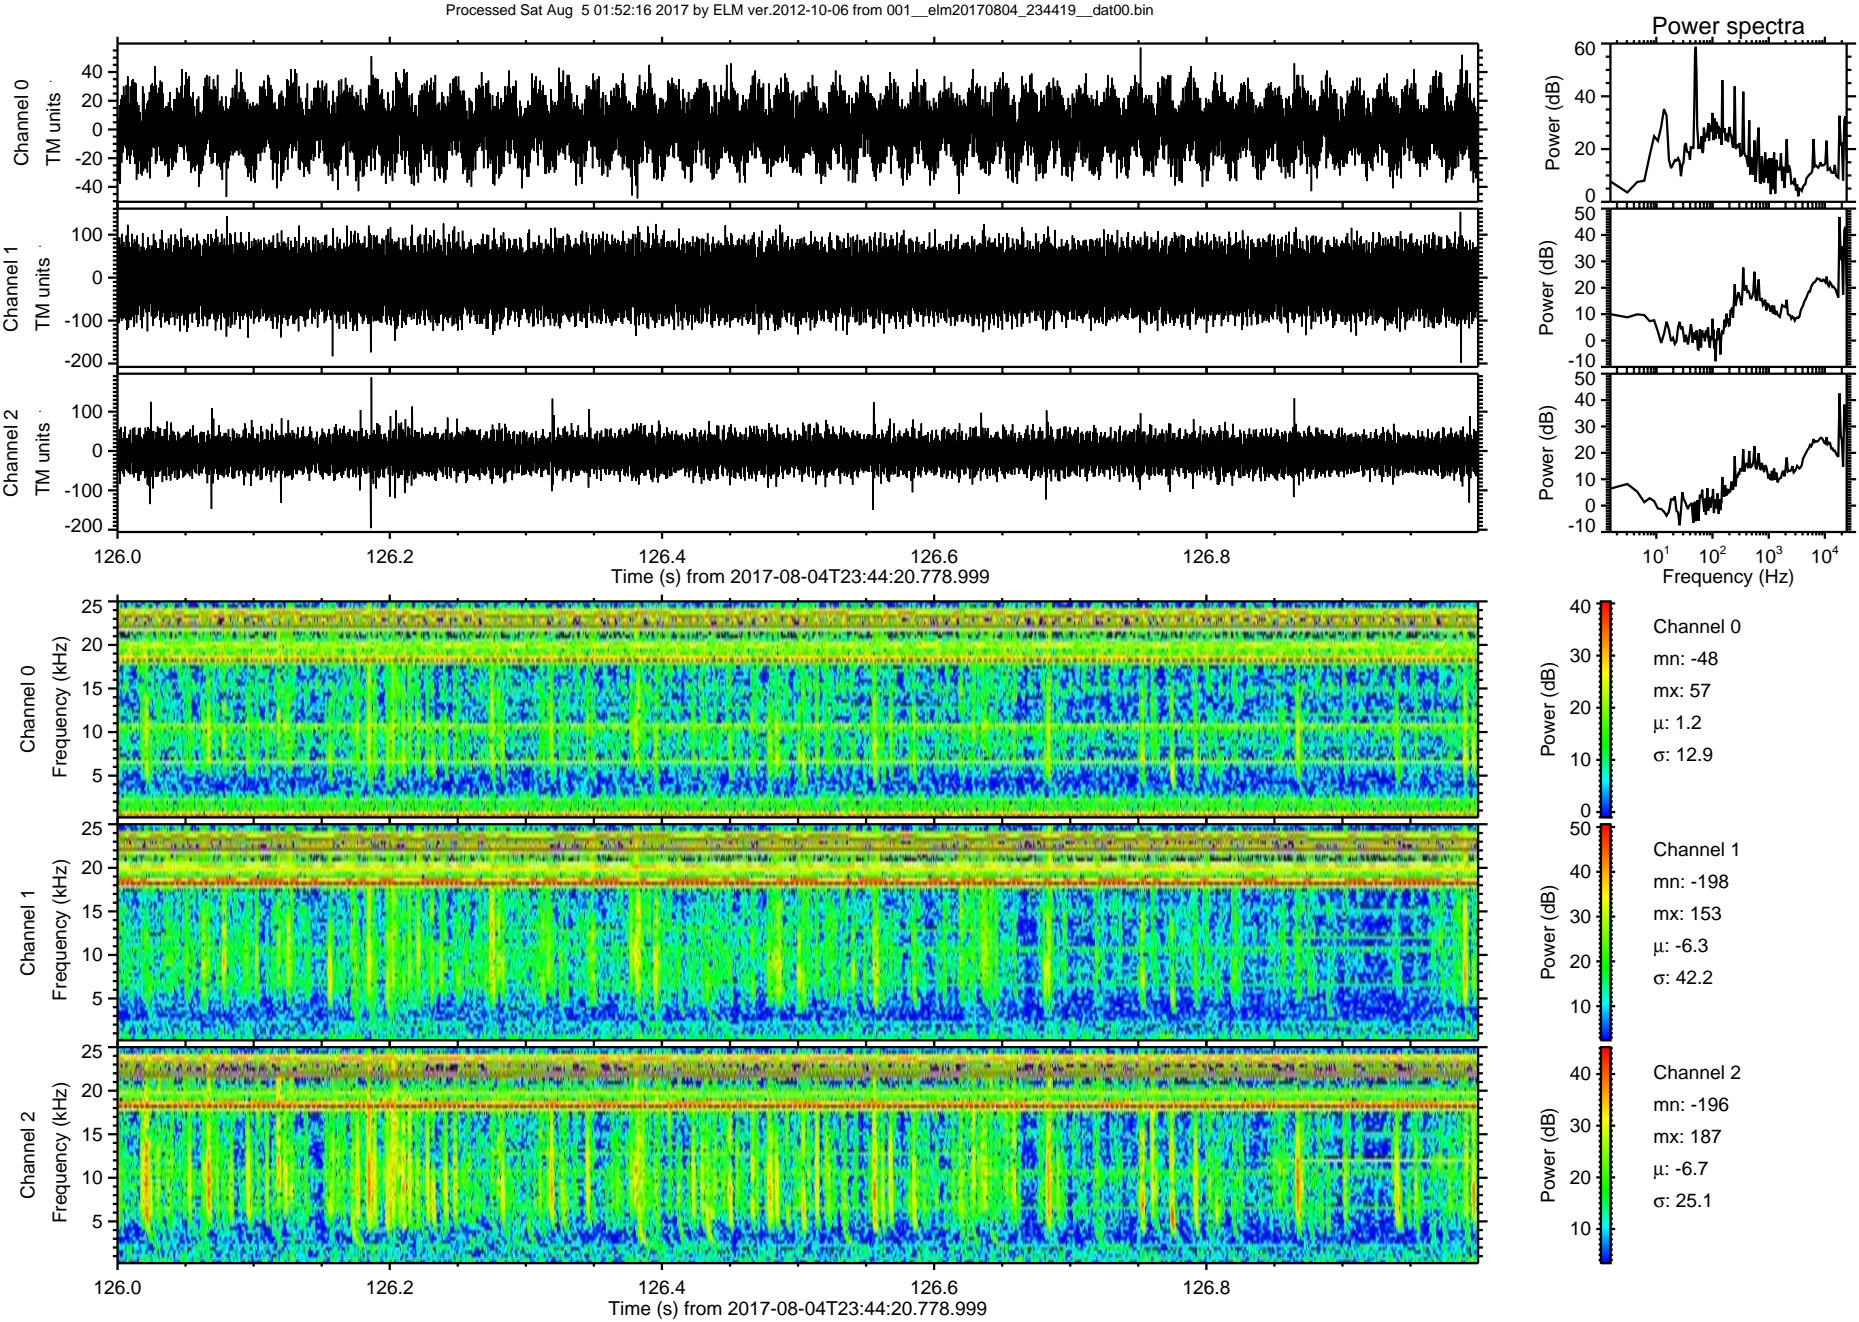 Processed Sat Aug  5 01:52:16 2017 by ELM ver.2012-10-06 from 001__elm20170804_234419__dat00.bin
Power spectra
Channel 0
TM units
40
20
0
-20
-40
Power (dB)
60
40
20
0
Channel 1
TM units
100
0
-100
-200
Power (dB)
50
40
30
20
10
0
-10
Channel 2
TM units
100
0
-100
-200
Power (dB)
50
40
30
20
10
0
-10
126.0 126.2 126.4 126.6 126.8
Time (s) from 2017-08-04T23:44:20.778.999
10¹ 10² 10³ 10⁴
Frequency (Hz)
Channel 0
Frequency (kHz)
25
20
15
10
5
Power (dB)
40
30
20
10
0
Channel 0
mn: -48
mx: 57
μ: 1.2
σ: 12.9
Channel 1
Frequency (kHz)
25
20
15
10
5
Power (dB)
50
40
30
20
10
Channel 1
mn: -198
mx: 153
μ: -6.3
σ: 42.2
Channel 2
Frequency (kHz)
25
20
15
10
5
Power (dB)
40
30
20
10
Channel 2
mn: -196
mx: 187
μ: -6.7
σ: 25.1
126.0 126.2 126.4 126.6 126.8
Time (s) from 2017-08-04T23:44:20.778.999